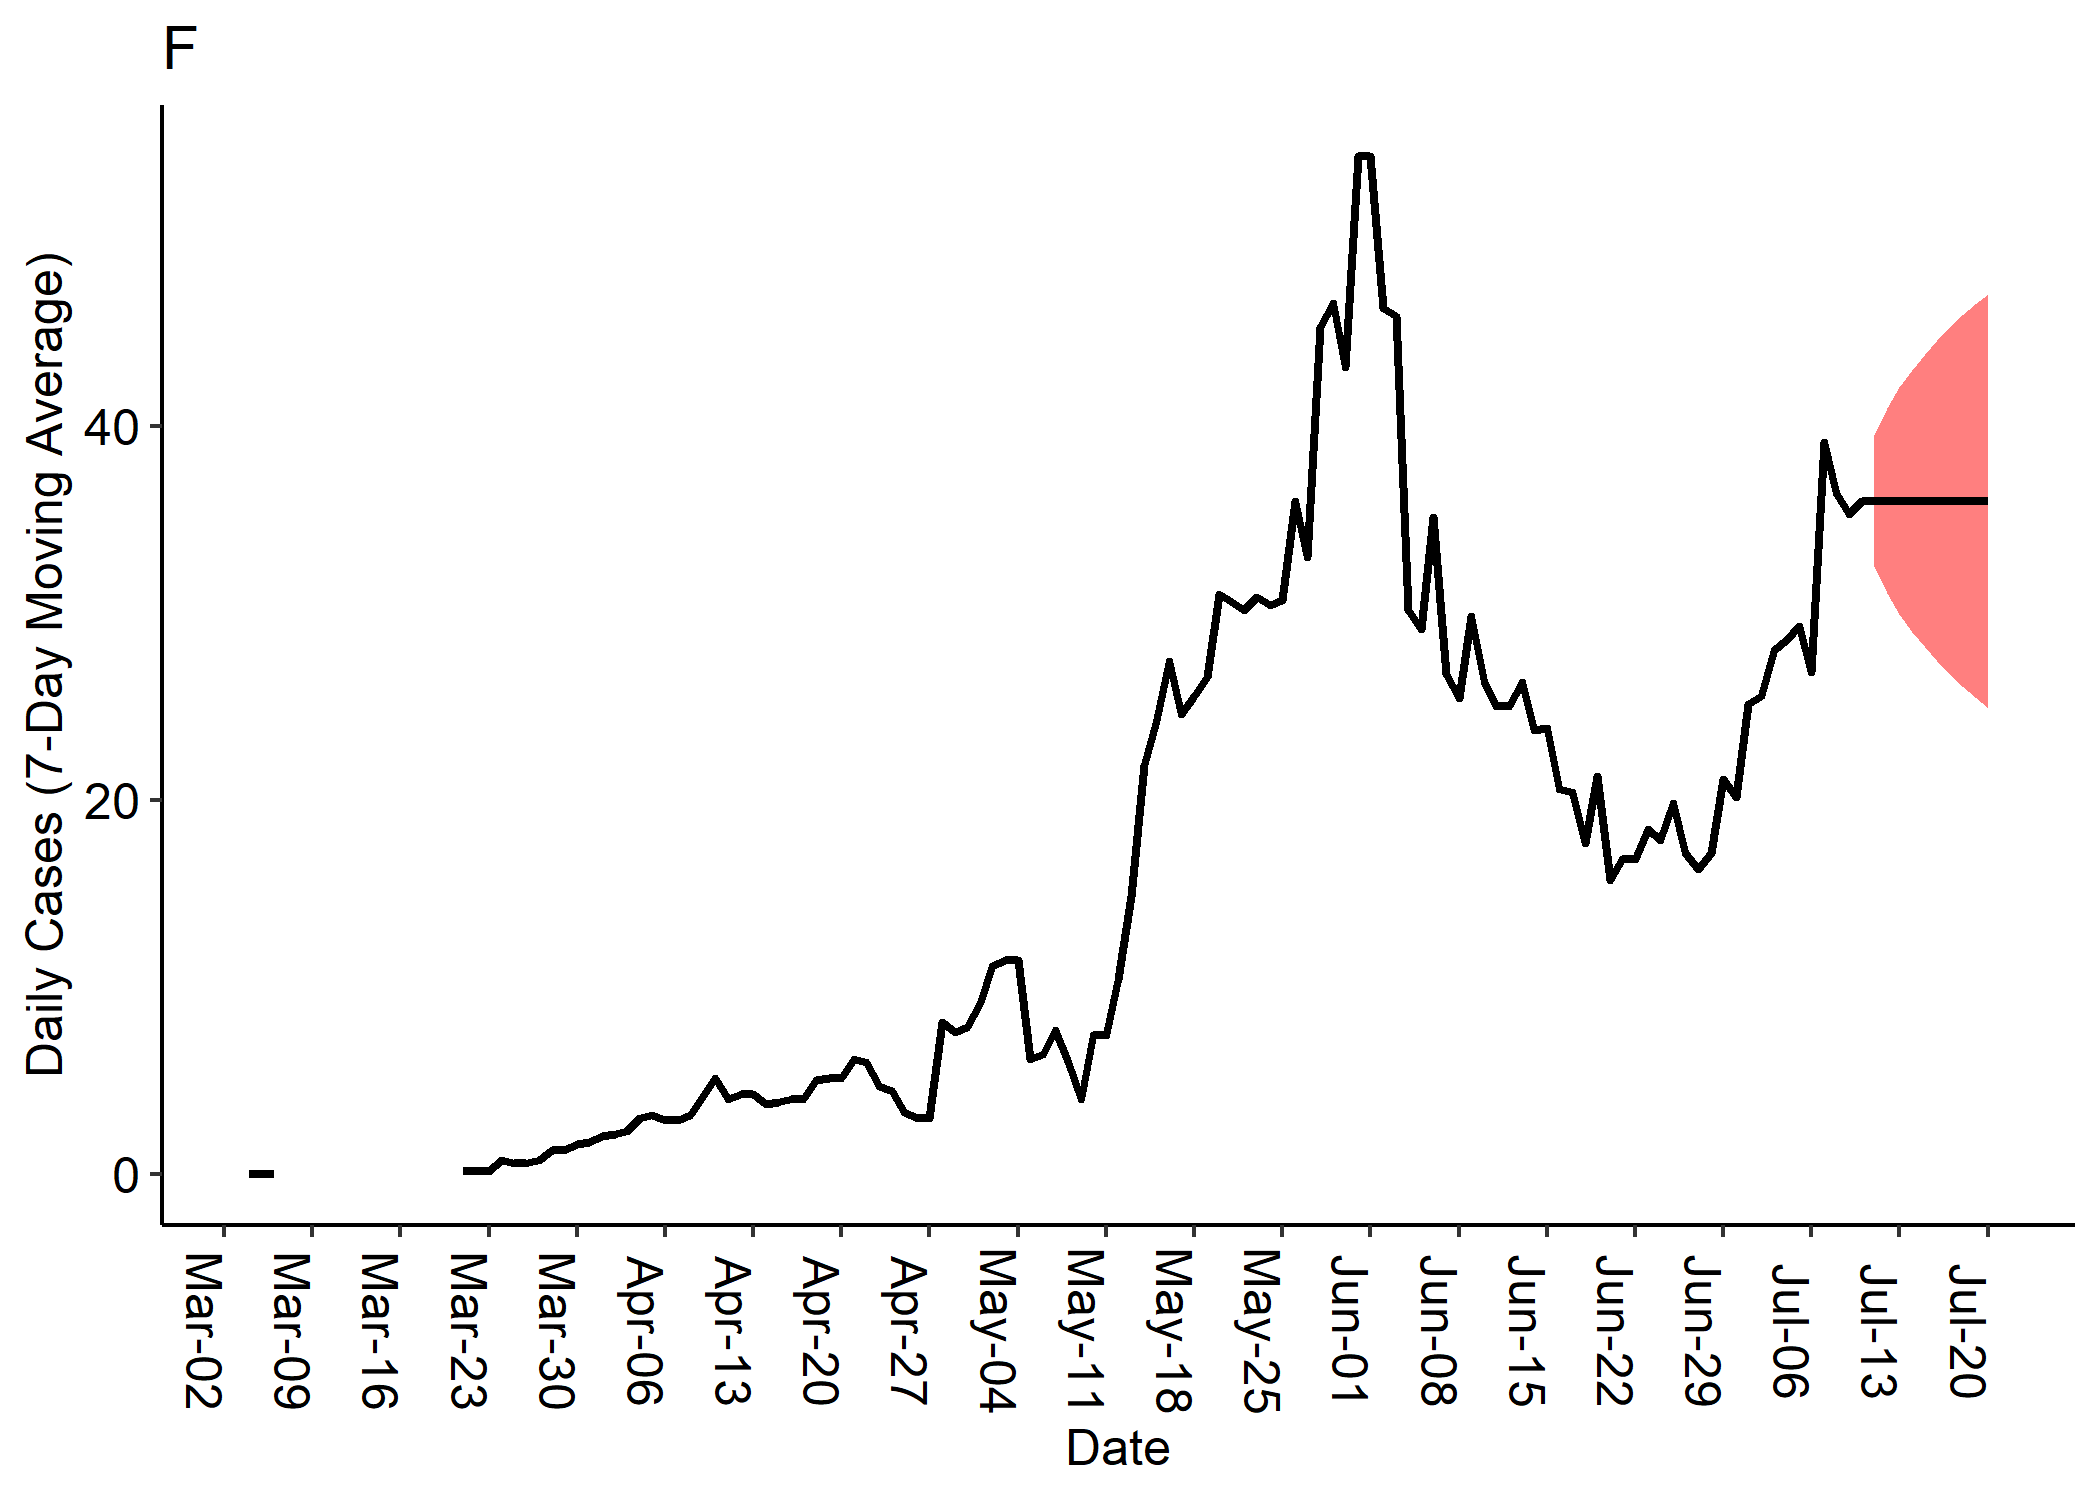 F
Daily Cases (7-Day Moving Average)
40
20
0
Mar-02
Mar-09
Mar-16
Mar-23
Mar-30
Apr-06
Apr-13
Apr-20
Apr-27
May-04
May-11
May-18
May-25
Jun-01
Jun-08
Jun-15
Jun-22
Jun-29
Jul-06
Jul-13
Jul-20
Date